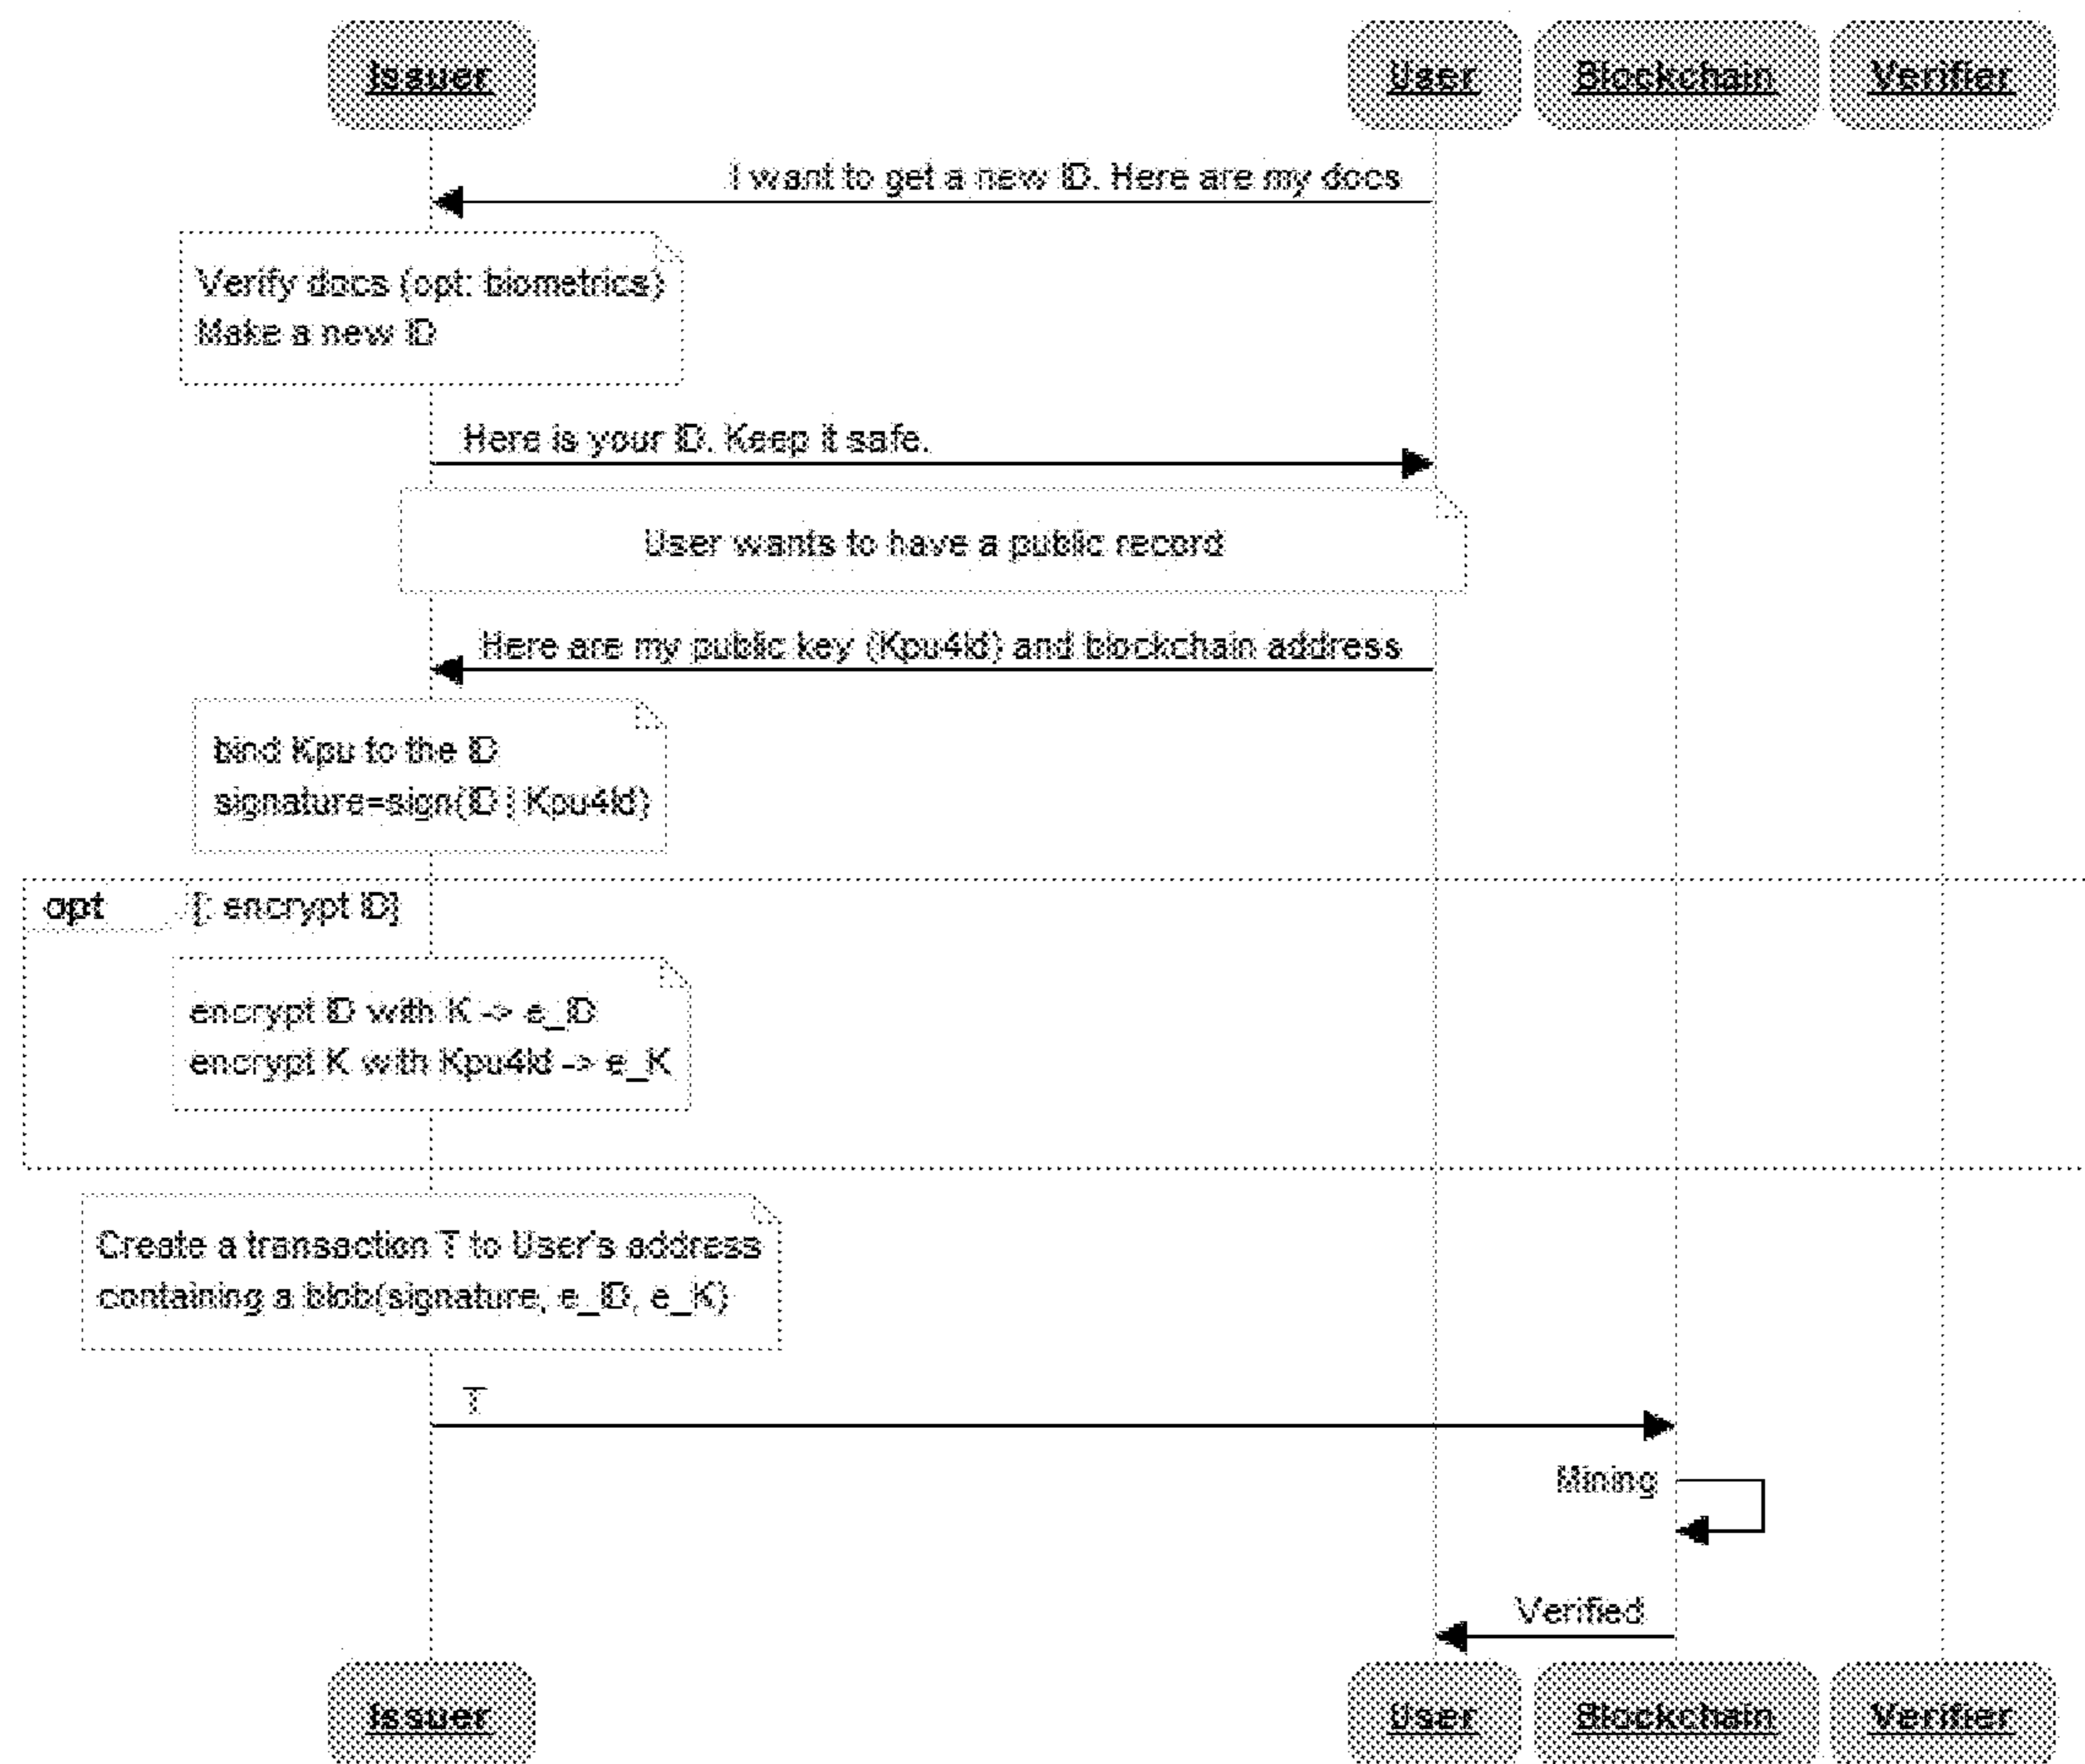 Issuer
User
Blockchain
Verifier
I want to get a new ID. Here are my docs
Verify docs (opt: biometrics)
Make a new ID
Here is your ID. Keep it safe.
User wants to have a public record
Here are my public key (Kpu4Id) and blockchain address
bind Kpu to the ID
signature=sign(ID | Kpu4Id)
opt [: encrypt ID]
encrypt ID with K -> e_ID
encrypt K with Kpu4Id -> e_K
Create a transaction T to User's address
containing a blob(signature, e_ID, e_K)
T
Mining
Verified
Issuer
User
Blockchain
Verifier